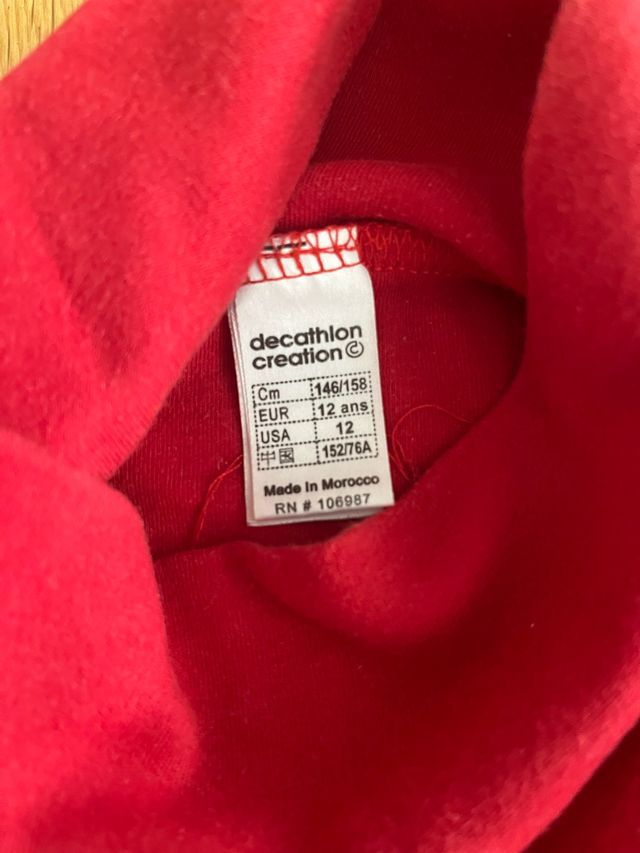 decathlon
creation ©
Cm 146/158
EUR 12 ans
USA 12
中国 152/76A
Made in Morocco
RN # 106987